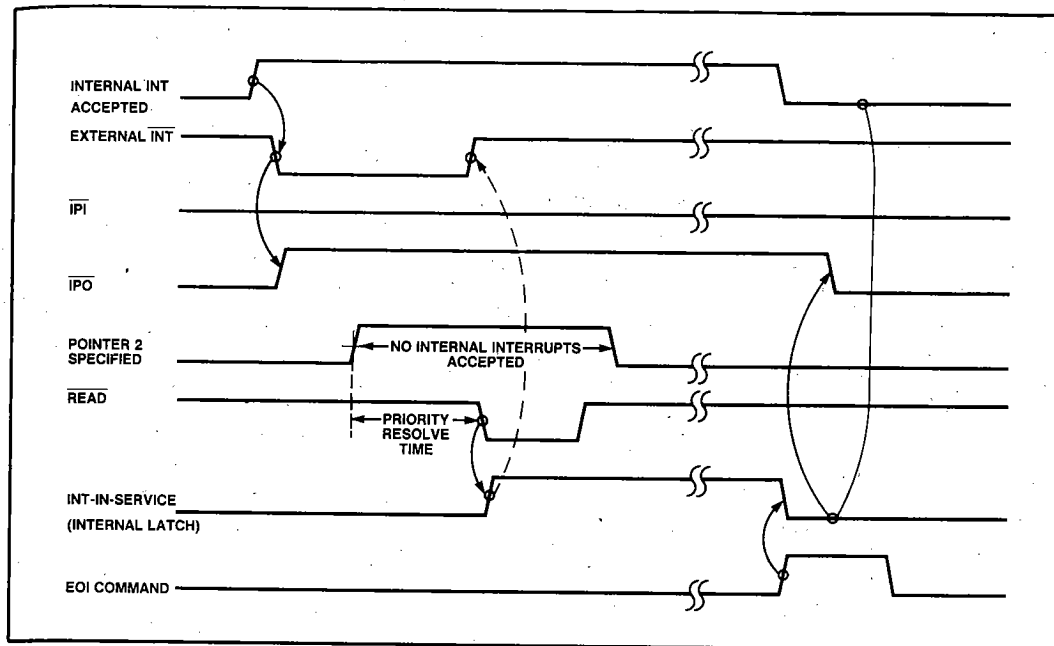 INTERNAL INT
ACCEPTED
EXTERNAL INT
IPI
IPO
POINTER 2
SPECIFIED
NO INTERNAL INTERRUPTS
ACCEPTED
READ
PRIORITY
RESOLVE
TIME
INT-IN-SERVICE
(INTERNAL LATCH)
EOI COMMAND